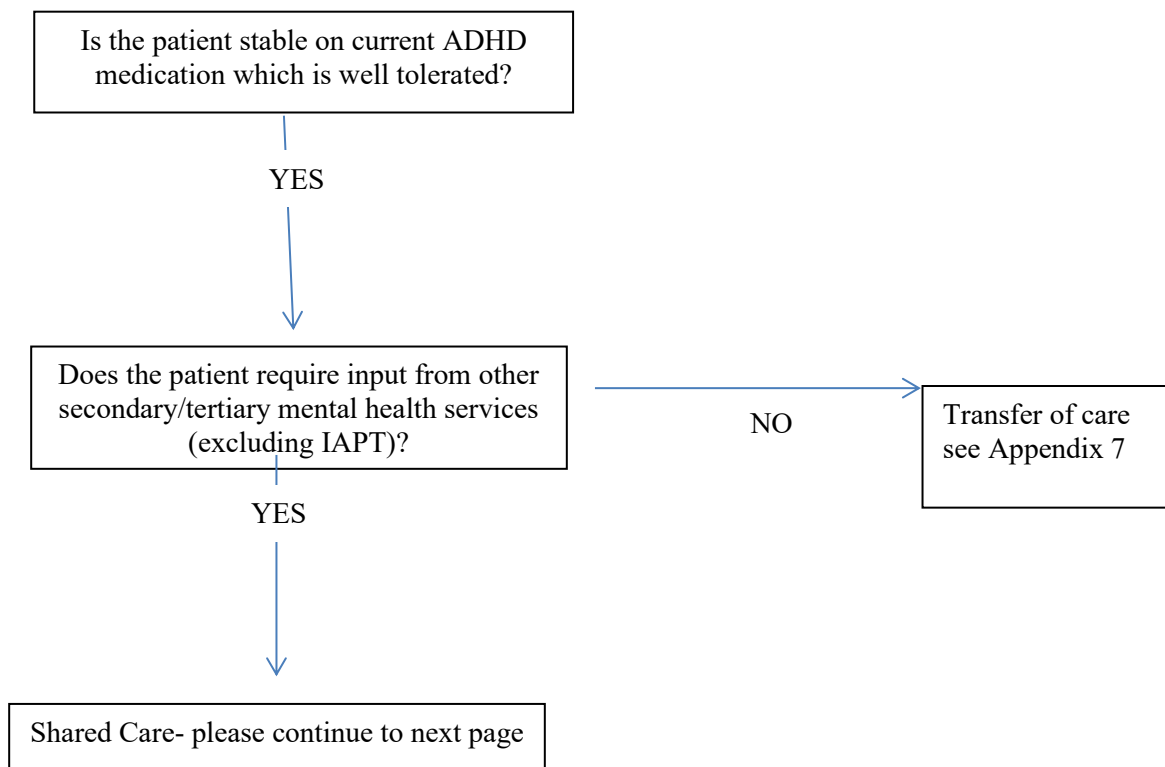 Is the patient stable on current ADHD
medication which is well tolerated?
YES
Does the patient require input from other
secondary/tertiary mental health services
(excluding IAPT)?
NO
Transfer of care
see Appendix 7
YES
Shared Care- please continue to next page